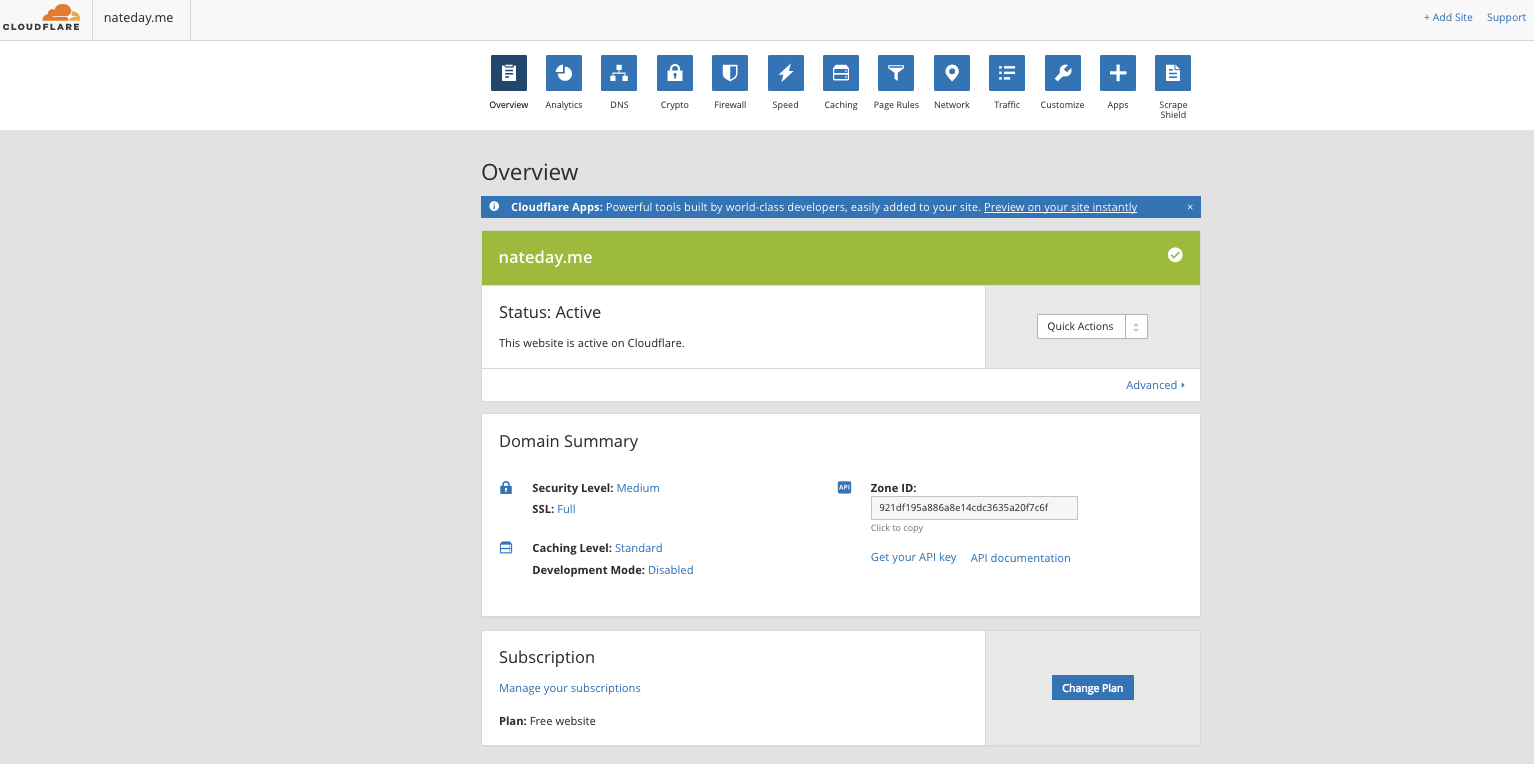 CLOUDFLARE
nateday.me
+ Add Site Support
Overview Analytics DNS Crypto Firewall Speed Caching Page Rules Network Traffic Customize Apps Scrape
Shield
Overview
Cloudflare Apps: Powerful tools built by world-class developers, easily added to your site. Preview on your site instantly ×
nateday.me
Status: Active
This website is active on Cloudflare.
Quick Actions
Advanced
Domain Summary
Security Level: Medium
SSL: Full
Caching Level: Standard
Development Mode: Disabled
API Zone ID:
921df195a886a8e14cdc3635a20f7c6f
Click to copy
Get your API key API documentation
Subscription
Manage your subscriptions
Plan: Free website
Change Plan